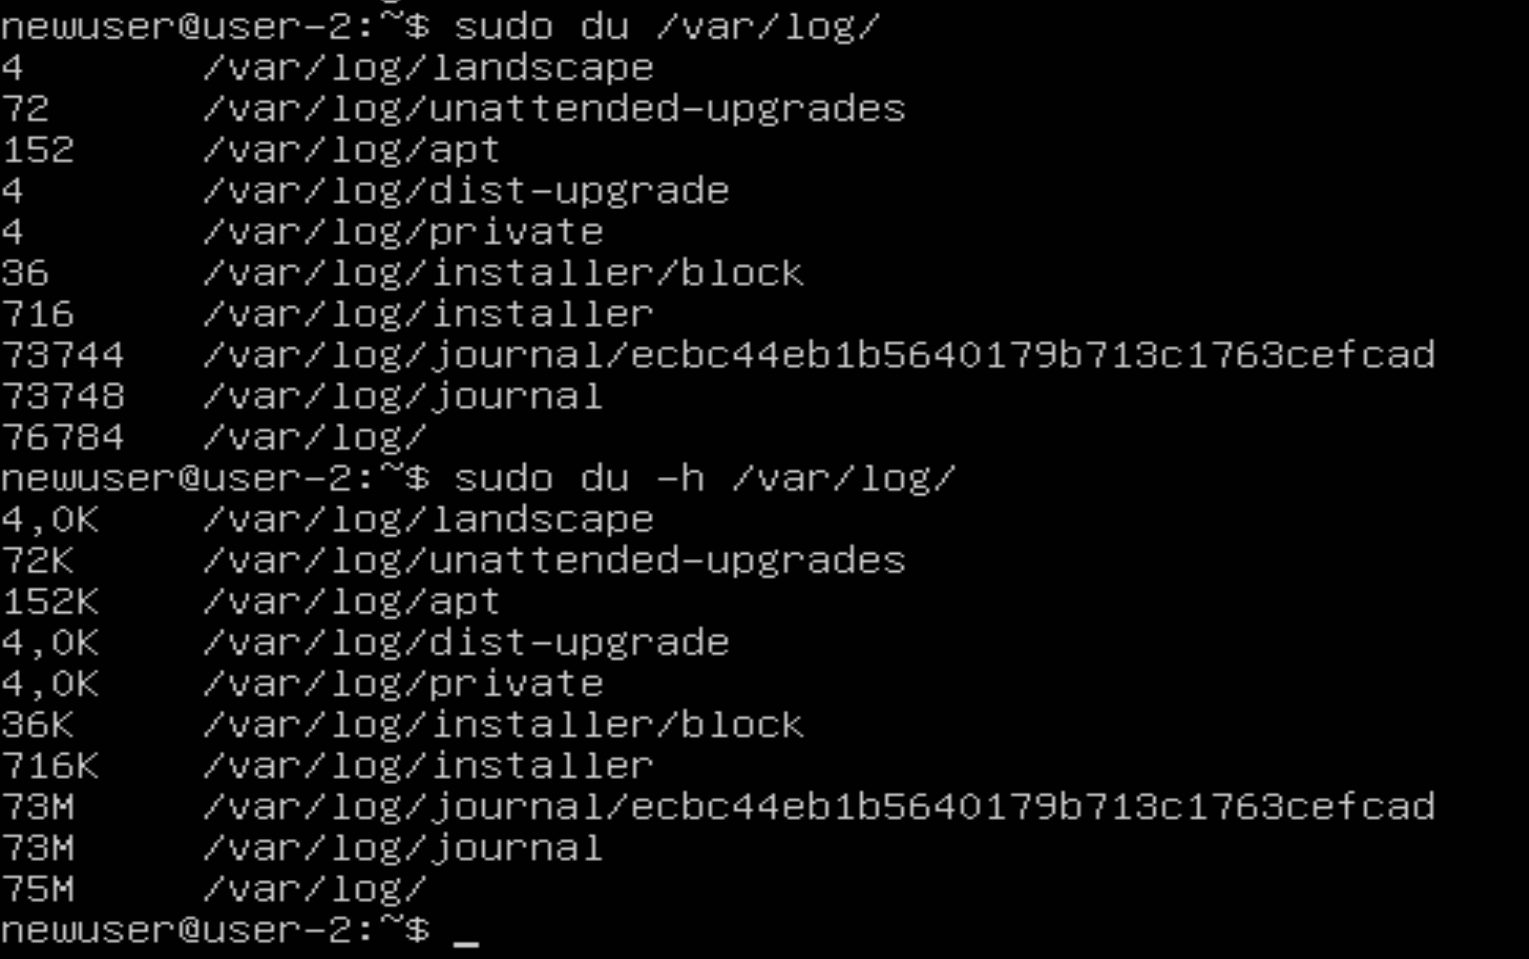 newuser@user-2:~$ sudo du /var/log/
4 /var/log/landscape
72 /var/log/unattended-upgrades
152 /var/log/apt
4 /var/log/dist-upgrade
4 /var/log/private
36 /var/log/installer/block
716 /var/log/installer
73744 /var/log/journal/ecbc44eb1b5640179b713c1763cefcad
73748 /var/log/journal
76784 /var/log/
newuser@user-2:~$ sudo du -h /var/log/
4,0K /var/log/landscape
72K /var/log/unattended-upgrades
152K /var/log/apt
4,0K /var/log/dist-upgrade
4,0K /var/log/private
36K /var/log/installer/block
716K /var/log/installer
73M /var/log/journal/ecbc44eb1b5640179b713c1763cefcad
73M /var/log/journal
75M /var/log/
newuser@user-2:~$ _